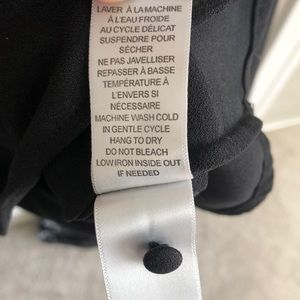 LAVER À LA MACHINE
À L'EAU FROIDE
AU CYCLE DÉLICAT
SUSPENDRE POUR
SÉCHER
NE PAS JAVELLISER
REPASSER À BASSE
TEMPÉRATURE À
L'ENVERS SI
NÉCESSAIRE
MACHINE WASH COLD
IN GENTLE CYCLE
HANG TO DRY
DO NOT BLEACH
LOW IRON INSIDE OUT
IF NEEDED